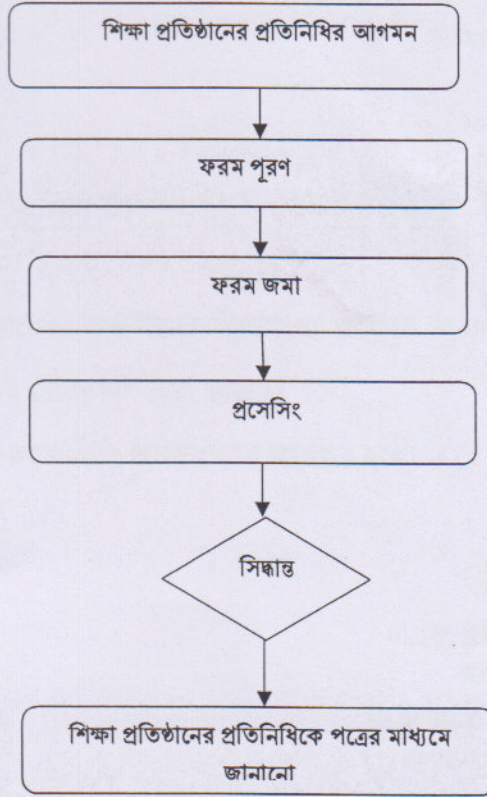 শিক্ষা প্রতিষ্ঠানের প্রতিনিধির আগমন
ফরম পূরণ
ফরম জমা
প্রসেসিং
সিদ্ধান্ত
শিক্ষা প্রতিষ্ঠানের প্রতিনিধিকে পত্রের মাধ্যমে
জানানো